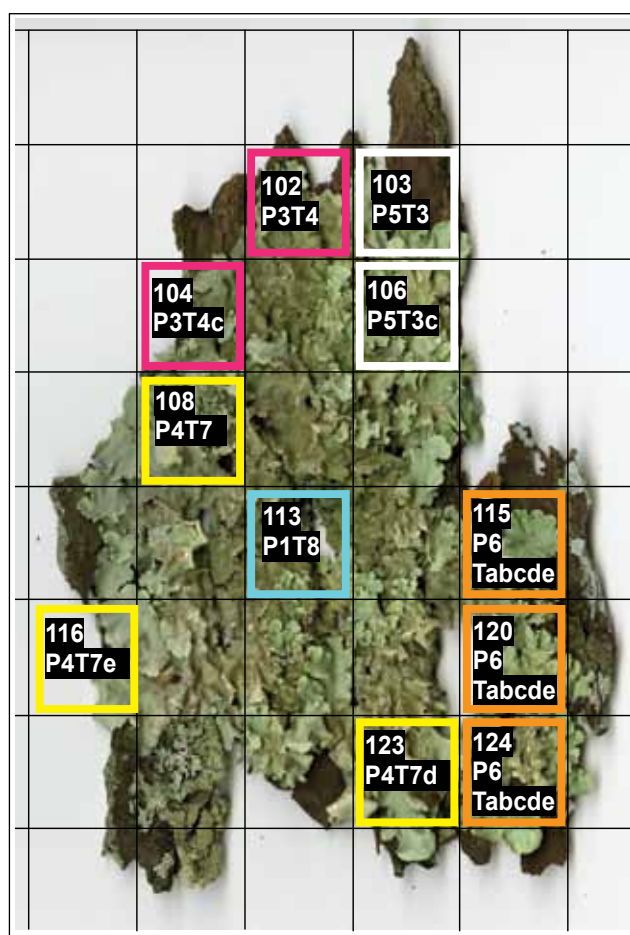 102
P3T4
103
P5T3
104
P3T4c
106
P5T3c
108
P4T7
113
P1T8
115
P6
Tabcde
116
P4T7e
120
P6
Tabcde
123
P4T7d
124
P6
Tabcde